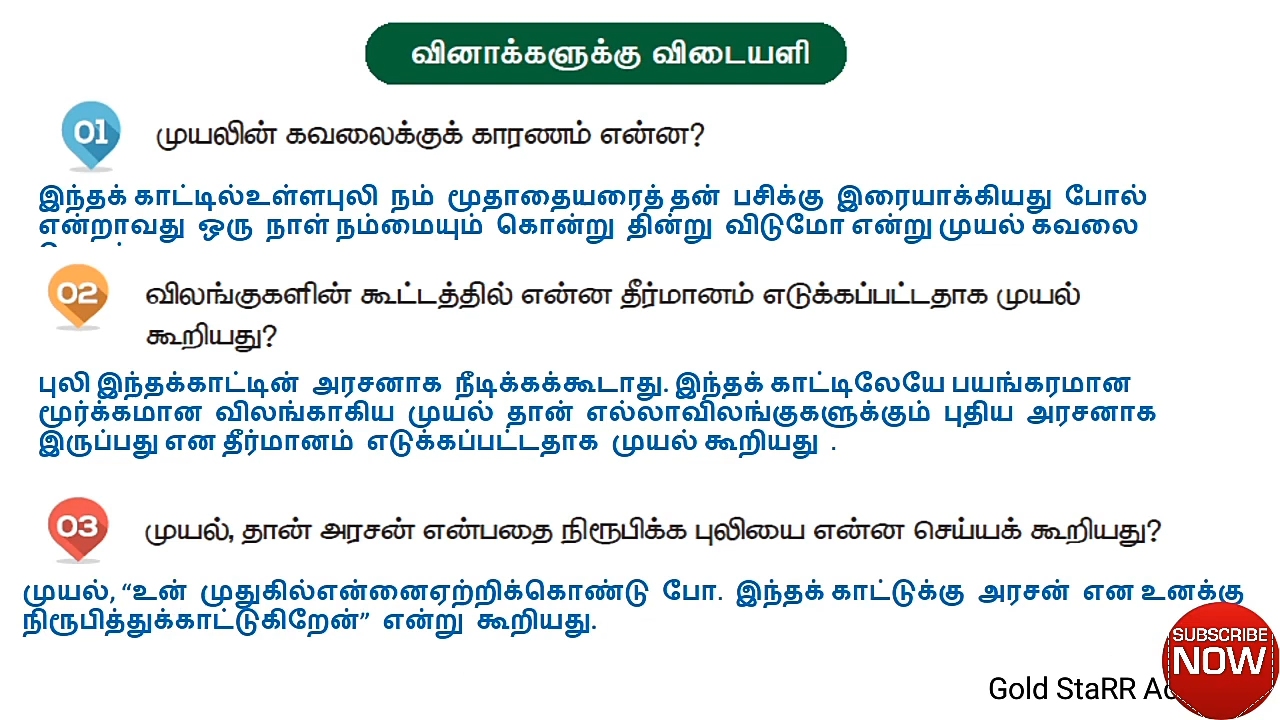 வினாக்களுக்கு விடையளி
01 முயலின் கவலைக்குக் காரணம் என்ன?
இந்தக் காட்டில்உள்ளபுலி நம் மூதாதையரைத் தன் பசிக்கு இரையாக்கியது போல்
என்றாவது ஒரு நாள் நம்மையும் கொன்று தின்று விடுமோ என்று முயல் கவலை
02 விலங்குகளின் கூட்டத்தில் என்ன தீர்மானம் எடுக்கப்பட்டதாக முயல்
கூறியது?
புலி இந்தக்காட்டின் அரசனாக நீடிக்கக்கூடாது. இந்தக் காட்டிலேயே பயங்கரமான
மூர்க்கமான விலங்காகிய முயல் தான் எல்லாவிலங்குகளுக்கும் புதிய அரசனாக
இருப்பது என தீர்மானம் எடுக்கப்பட்டதாக முயல் கூறியது .
03 முயல், தான் அரசன் என்பதை நிரூபிக்க புலியை என்ன செய்யக் கூறியது?
முயல், “உன் முதுகில்என்னைஏற்றிக்கொண்டு போ. இந்தக் காட்டுக்கு அரசன் என உனக்கு
நிரூபித்துக்காட்டுகிறேன்” என்று கூறியது.
SUBSCRIBE
NOW
Gold StaRR